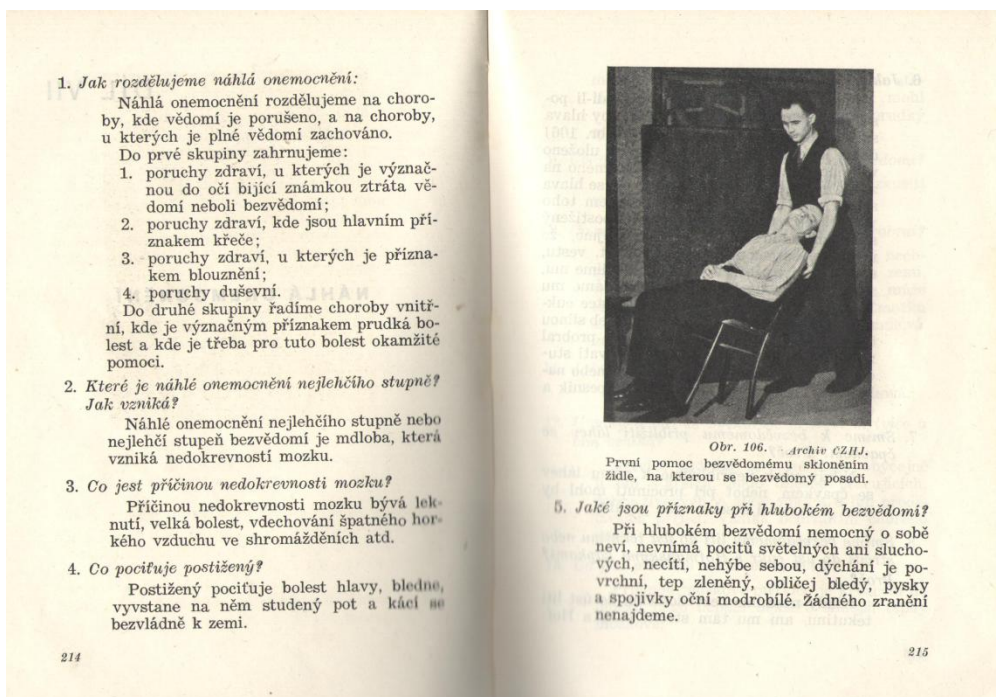 1. Jak rozdělujeme náhlá onemocnění:
Náhlá onemocnění rozdělujeme na choro-
by, kde vědomí je porušeno, a na choroby,
u kterých je plné vědomí zachováno.
Do prvé skupiny zahrnujeme:
1. poruchy zdraví, u kterých je význač-
nou do očí bijící známkou ztráta vě-
domí neboli bezvědomí;
2. poruchy zdraví, kde jsou hlavním pří-
znakem křeče;
3. poruchy zdraví, u kterých je přízna-
kem blouznění;
4. poruchy duševní.
Do druhé skupiny řadíme choroby vnitř-
ní, kde je význačným příznakem prudká bo-
lest a kde je třeba pro tuto bolest okamžité
pomoci.
2. Které je náhlé onemocnění nejlehčího stupně?
Jak vzniká?
Náhlé onemocnění nejlehčího stupně nebo
nejlehčí stupeň bezvědomí je mdloba, která
vzniká nedokrevností mozku.
3. Co jest příčinou nedokrevnosti mozku?
Příčinou nedokrevnosti mozku bývá lek-
nutí, velká bolest, vdechování špatného hor-
kého vzduchu ve shromážděních atd.
4. Co pociťuje postižený?
Postižený pociťuje bolest hlavy, bledne,
vyvstane na něm studený pot a kácí se
bezvládně k zemi.
214
Obr. 106. Archiv CZHJ.
První pomoc bezvědomému skloněním
židle, na kterou se bezvědomý posadí.
5. Jaké jsou příznaky při hlubokém bezvědomí?
Při hlubokém bezvědomí nemocný o sobě
neví, nevnímá pocitů světelných ani slucho-
vých, necítí, nehýbe sebou, dýchání je po-
vrchní, tep zleněný, obličej bledý, pysky
a spojivky oční modrobílé. Žádného zranění
nenajdeme.
215